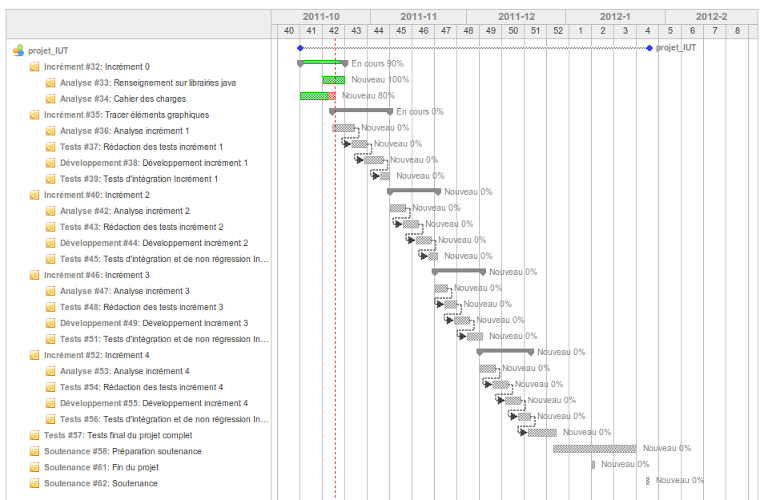 2011-10 2011-11 2011-12 2012-1 2012-2
40 41 42 43 44 45 46 47 48 49 50 51 52 1 2 3 4 5 6 7 8
projet_IUT projet_IUT
Incrément #32: Incrément 0 En cours 90%
Analyse #33: Renseignement sur librairies java Nouveau 100%
Analyse #34: Cahier des charges Nouveau 80%
Incrément #35: Tracer éléments graphiques En cours 0%
Analyse #36: Analyse incrément 1 Nouveau 0%
Tests #37: Rédaction des tests incrément 1 Nouveau 0%
Développement #38: Développement incrément 1 Nouveau 0%
Tests #39: Tests d'intégration Incrément 1 Nouveau 0%
Incrément #40: Incrément 2 Nouveau 0%
Analyse #42: Analyse incrément 2 Nouveau 0%
Tests #43: Rédaction des tests incrément 2 Nouveau 0%
Développement #44: Développement incrément 2 Nouveau 0%
Tests #45: Tests d'intégration et de non régression In... Nouveau 0%
Incrément #46: Incrément 3 Nouveau 0%
Analyse #47: Analyse incrément 3 Nouveau 0%
Tests #48: Rédaction des tests incrément 3 Nouveau 0%
Développement #49: Développement incrément 3 Nouveau 0%
Tests #51: Tests d'intégration et de non régression In... Nouveau 0%
Incrément #52: Incrément 4 Nouveau 0%
Analyse #53: Analyse incrément 4 Nouveau 0%
Tests #54: Rédaction des tests incrément 4 Nouveau 0%
Développement #55: Développement incrément 4 Nouveau 0%
Tests #56: Tests d'intégration et de non régression In... Nouveau 0%
Tests #57: Tests final du projet complet Nouveau 0%
Soutenance #58: Préparation soutenance Nouveau 0%
Soutenance #61: Fin du projet Nouveau 0%
Soutenance #62: Soutenance Nouveau 0%